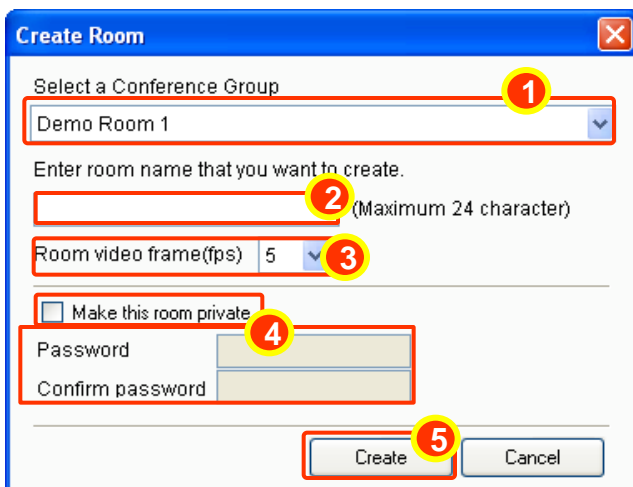 Create Room
Select a Conference Group
1
Demo Room 1
Enter room name that you want to create.
2
(Maximum 24 character)
Room video frame(fps) 5
3
Make this room private
4
Password
Confirm password
5
Create Cancel